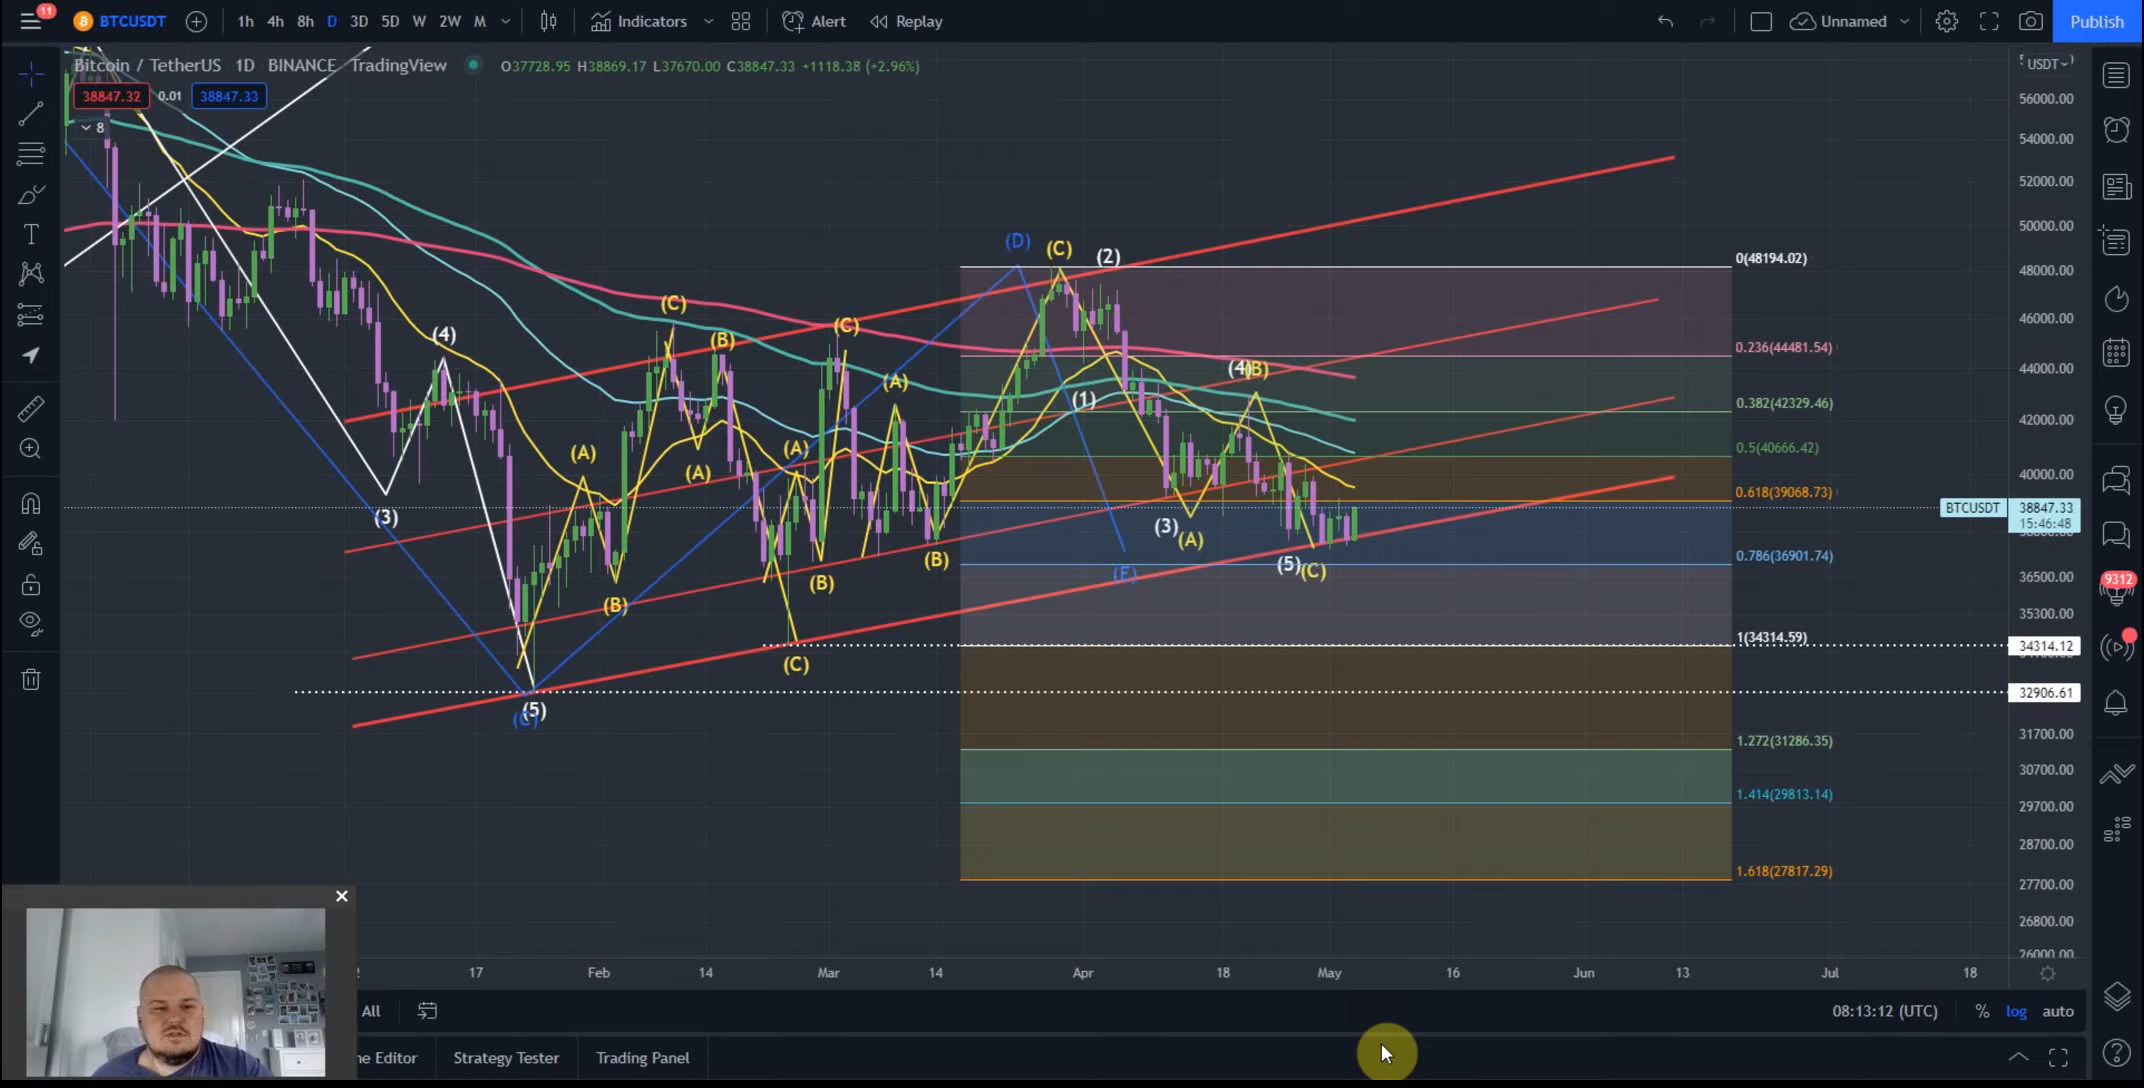 11
BTCUSDT 1h 4h 8h D 3D 5D W 2W M Indicators Alert Replay Unnamed Publish
Bitcoin / TetherUS 1D BINANCE TradingView O37728.95 H38869.17 L37670.00 C38847.33 +1118.38 (+2.96%)
USDT
38847.32 0.01 38847.33
8
56000.00
54000.00
52000.00
50000.00
48000.00
46000.00
44000.00
42000.00
40000.00
BTCUSDT 38847.33
15:46:48
36500.00
35300.00
34314.12
32906.61
31700.00
30700.00
29700.00
28700.00
27700.00
26800.00
26000.00
0(48194.02)
0.236(44481.54)
0.382(42329.46)
0.5(40666.42)
0.618(39068.73)
0.786(36901.74)
1(34314.59)
1.272(31286.35)
1.414(29813.14)
1.618(27817.29)
(D) (C) (2)
(C)
(C)
(4) (B)
(4) (B)
(A)
(1)
(A) (A)
(A)
(3)
(3)
(A)
(B)
(B)
(B)
(E)
(5) (C)
(C)
(5)
(C)
9312
17 Feb 14 Mar 14 Apr 18 May 16 Jun 13 Jul 18
All 08:13:12 (UTC) % log auto
ne Editor Strategy Tester Trading Panel